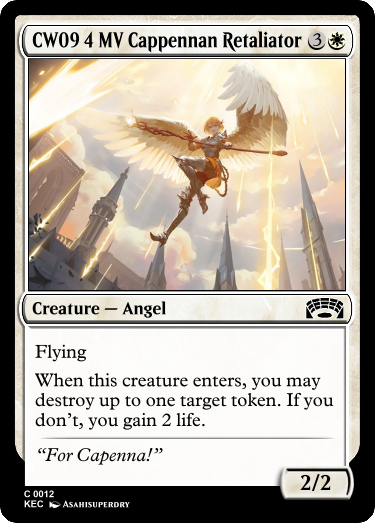 CW09 4 MV Cappennan Retaliator 3
Creature — Angel
Flying
When this creature enters, you may
destroy up to one target token. If you
don't, you gain 2 life.
“For Capenna!”
2/2
C 0012
KEC Asahisuperdry